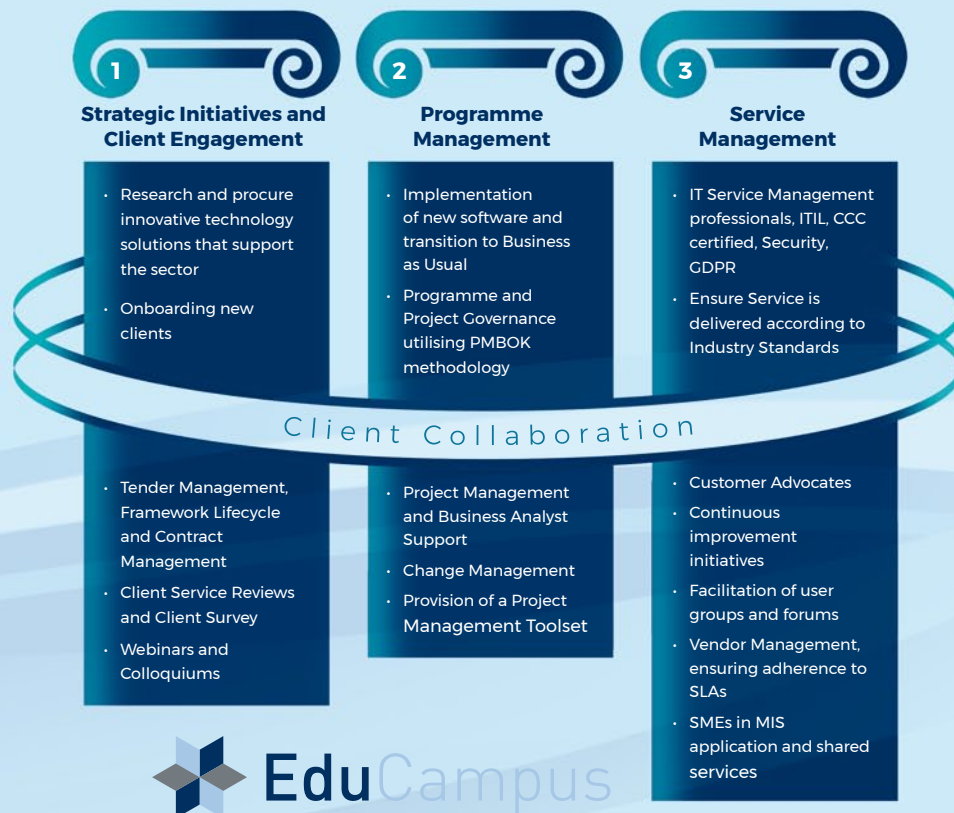 1
Strategic Initiatives and
Client Engagement
• Research and procure
innovative technology
solutions that support
the sector
• Onboarding new
clients
2
Programme
Management
• Implementation
of new software and
transition to Business
as Usual
• Programme and
Project Governance
utilising PMBOK
methodology
3
Service
Management
• IT Service Management
professionals, ITIL, CCC
certified, Security,
GDPR
• Ensure Service is
delivered according to
Industry Standards
Client Collaboration
• Tender Management,
Framework Lifecycle
and Contract
Management
• Client Service Reviews
and Client Survey
• Webinars and
Colloquiums
• Project Management
and Business Analyst
Support
• Change Management
• Provision of a Project
Management Toolset
• Customer Advocates
• Continuous
improvement
initiatives
• Facilitation of user
groups and forums
• Vendor Management,
ensuring adherence to
SLAs
• SMEs in MIS
application and shared
services
EduCampus